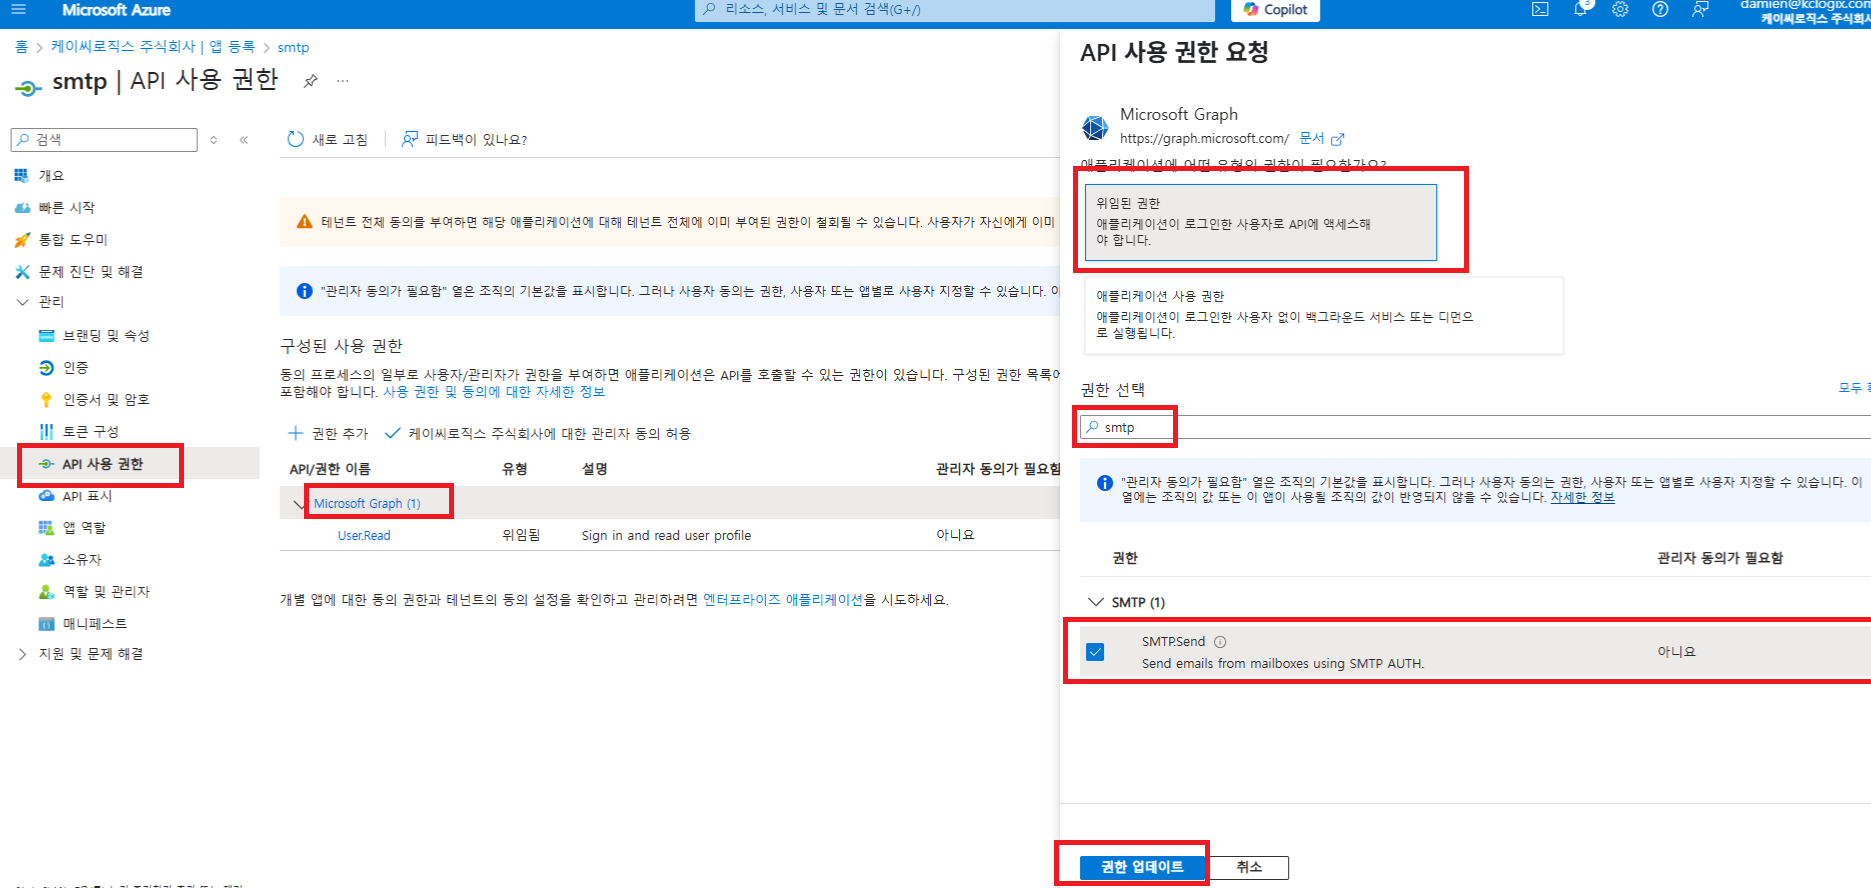 Microsoft Azure
리소스, 서비스 및 문서 검색(G+/)
Copilot
3
damien@kclogix.com
케이씨로직스 주식회사
홈 > 케이씨로직스 주식회사 | 앱 등록 > smtp
smtp | API 사용 권한
검색
새로 고침
피드백이 있나요?
개요
빠른 시작
통합 도우미
문제 진단 및 해결
관리
브랜딩 및 속성
인증
인증서 및 암호
토큰 구성
API 사용 권한
API 표시
앱 역할
소유자
역할 및 관리자
매니페스트
지원 및 문제 해결
테넌트 전체 동의를 부여하면 해당 애플리케이션에 대해 테넌트 전체에 이미 부여된 권한이 철회될 수 있습니다. 사용자가 자신에게 이미
"관리자 동의가 필요함" 열은 조직의 기본값을 표시합니다. 그러나 사용자 동의는 권한, 사용자 또는 앱별로 사용자 지정할 수 있습니다. 이
구성된 사용 권한
동의 프로세스의 일부로 사용자/관리자가 권한을 부여하면 애플리케이션은 API를 호출할 수 있는 권한이 있습니다. 구성된 권한 목록에
포함해야 합니다. 사용 권한 및 동의에 대한 자세한 정보
권한 추가
케이씨로직스 주식회사에 대한 관리자 동의 허용
API/권한 이름 유형 설명 관리자 동의가 필요함
Microsoft Graph (1)
User.Read 위임됨 Sign in and read user profile 아니요
개별 앱에 대한 동의 권한과 테넌트의 동의 설정을 확인하고 관리하려면 엔터프라이즈 애플리케이션을 시도하세요.
API 사용 권한 요청
Microsoft Graph
https://graph.microsoft.com/ 문서
애플리케이션에 어떤 유형의 권한이 필요한가요?
위임된 권한
애플리케이션이 로그인한 사용자로 API에 액세스해
야 합니다.
애플리케이션 사용 권한
애플리케이션이 로그인한 사용자 없이 백그라운드 서비스 또는 디먼으
로 실행됩니다.
권한 선택
모두
smtp
"관리자 동의가 필요함" 열은 조직의 기본값을 표시합니다. 그러나 사용자 동의는 권한, 사용자 또는 앱별로 사용자 지정할 수 있습니다. 이
열에는 조직의 값 또는 이 앱이 사용될 조직의 값이 반영되지 않을 수 있습니다. 자세한 정보
권한 관리자 동의가 필요함
SMTP (1)
SMTP.Send
아니요
Send emails from mailboxes using SMTP AUTH.
권한 업데이트
취소